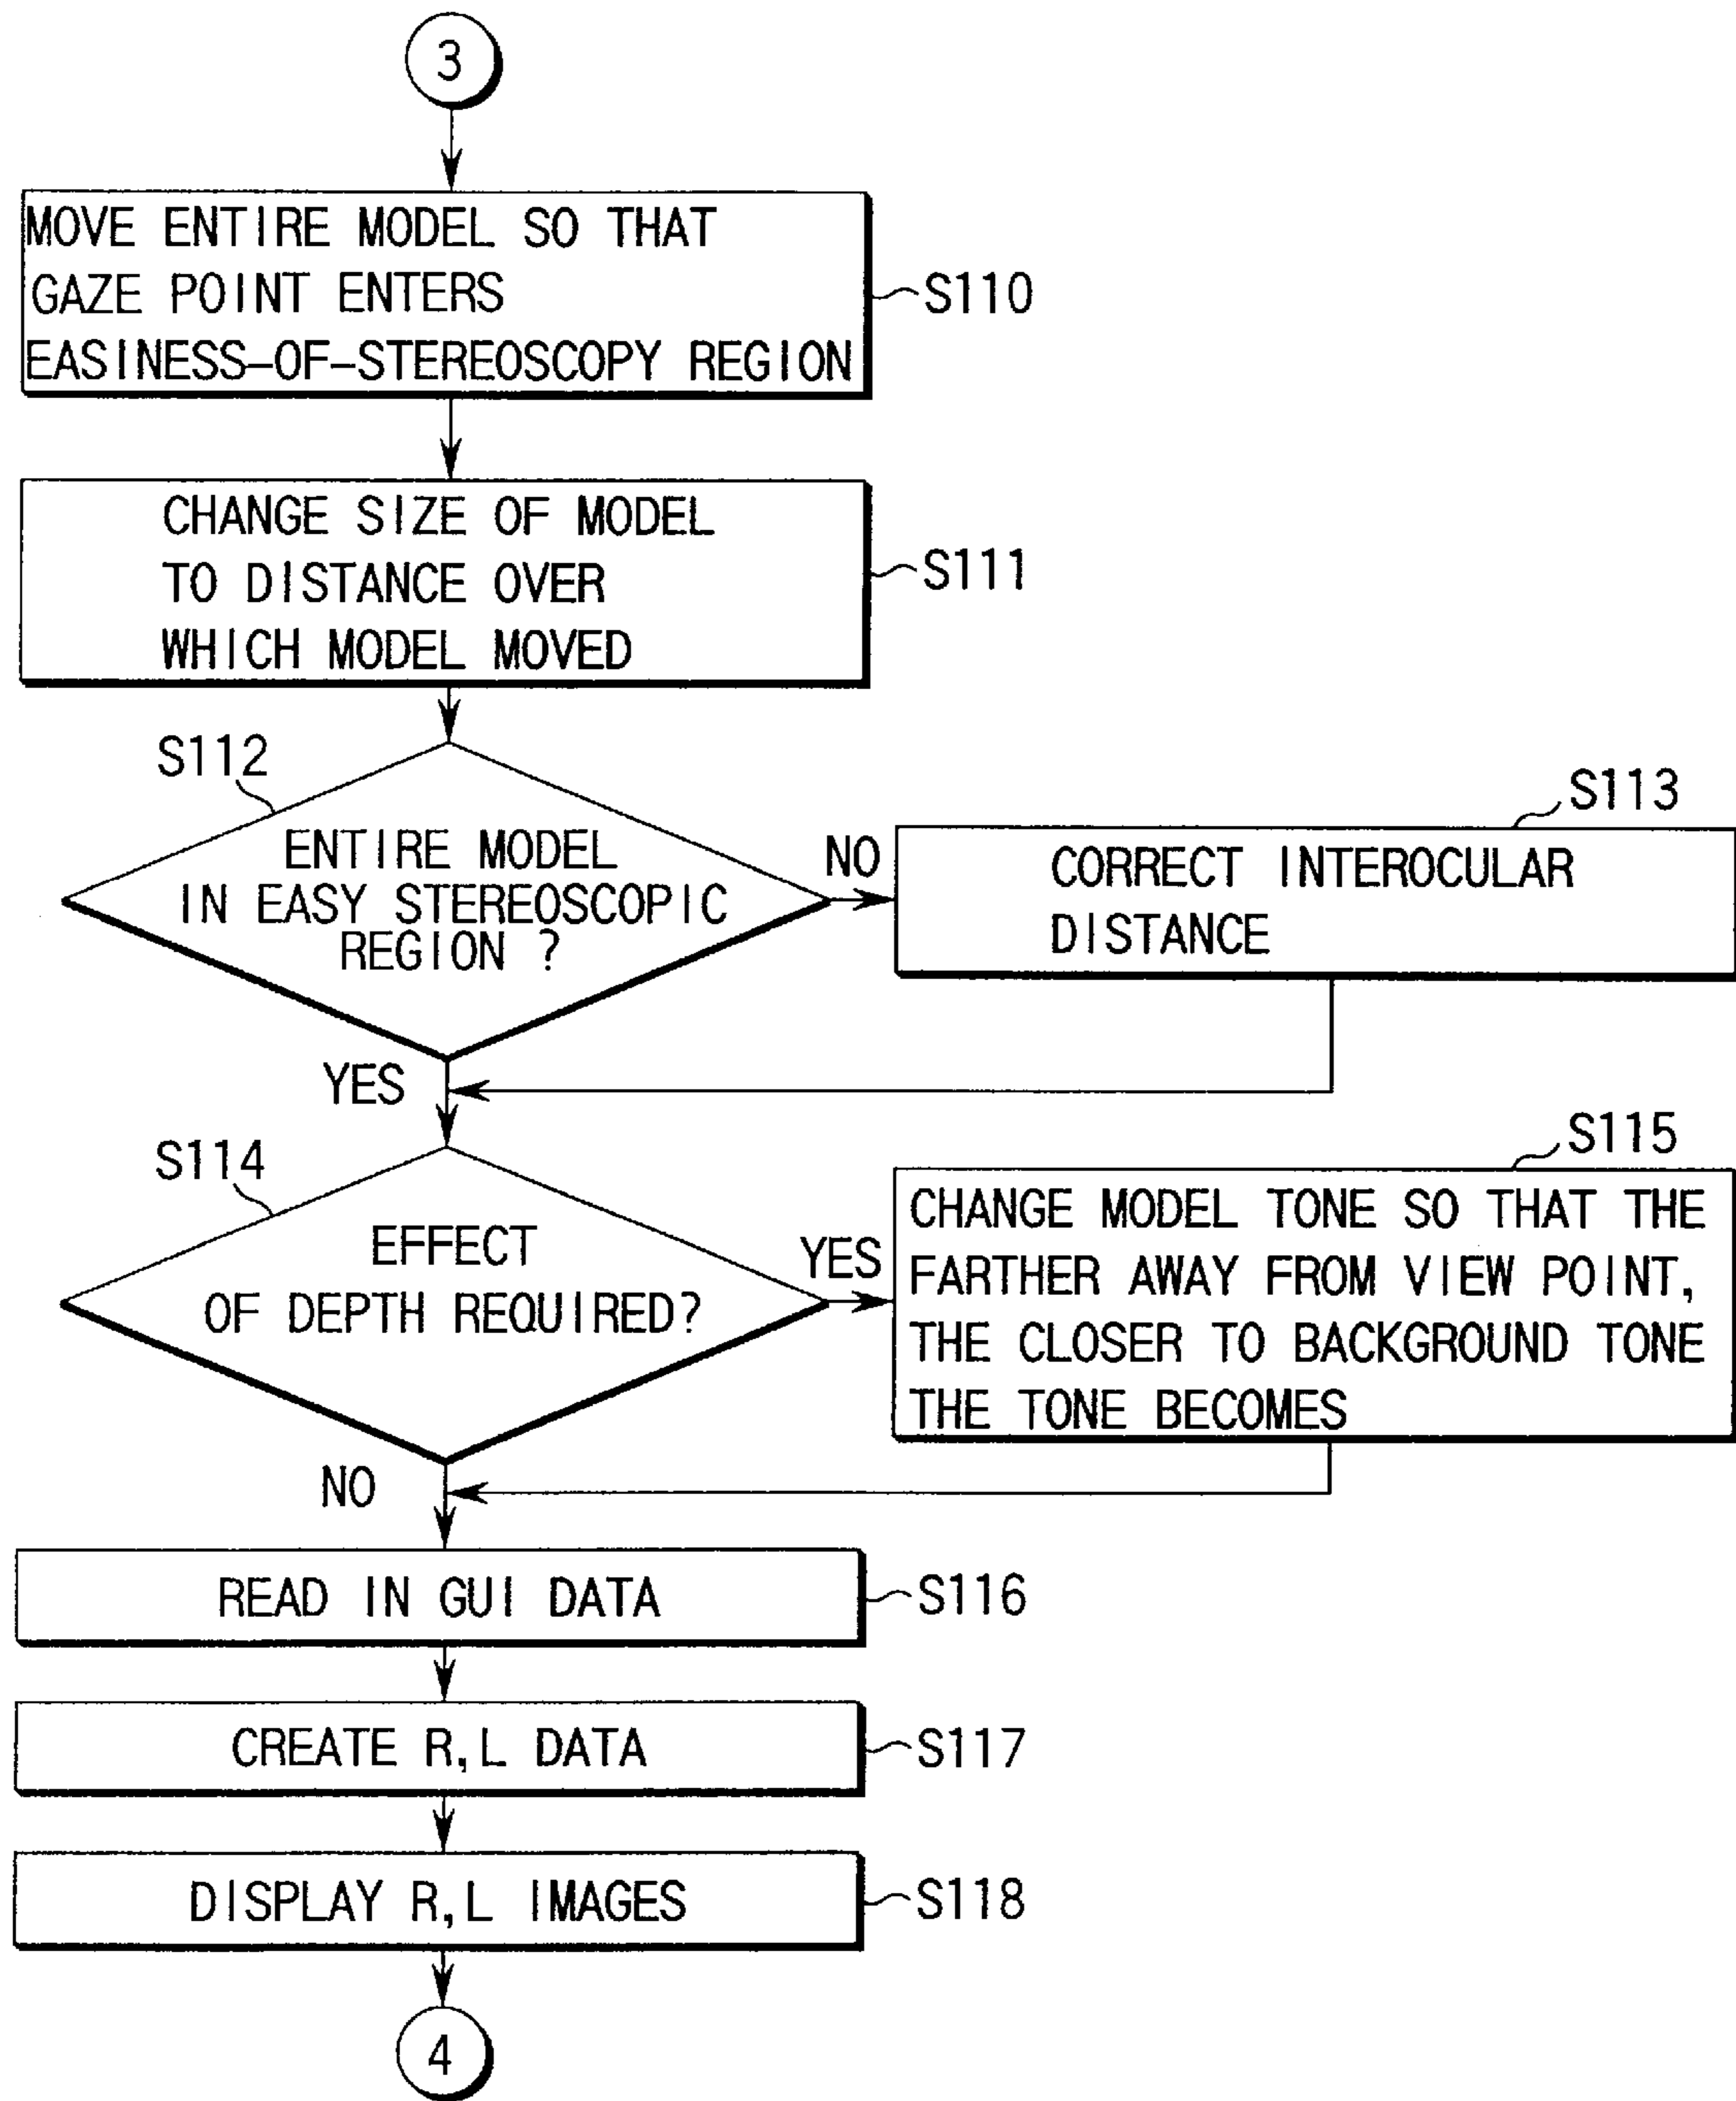 3
MOVE ENTIRE MODEL SO THAT
GAZE POINT ENTERS
EASINESS-OF-STEREOSCOPY REGION
S110
CHANGE SIZE OF MODEL
TO DISTANCE OVER
WHICH MODEL MOVED
S111
S112
ENTIRE MODEL
IN EASY STEREOSCOPIC
REGION ?
NO
S113
CORRECT INTEROCULAR
DISTANCE
YES
S114
EFFECT
OF DEPTH REQUIRED?
YES
S115
CHANGE MODEL TONE SO THAT THE
FARTHER AWAY FROM VIEW POINT,
THE CLOSER TO BACKGROUND TONE
THE TONE BECOMES
NO
READ IN GUI DATA
S116
CREATE R,L DATA
S117
DISPLAY R,L IMAGES
S118
4